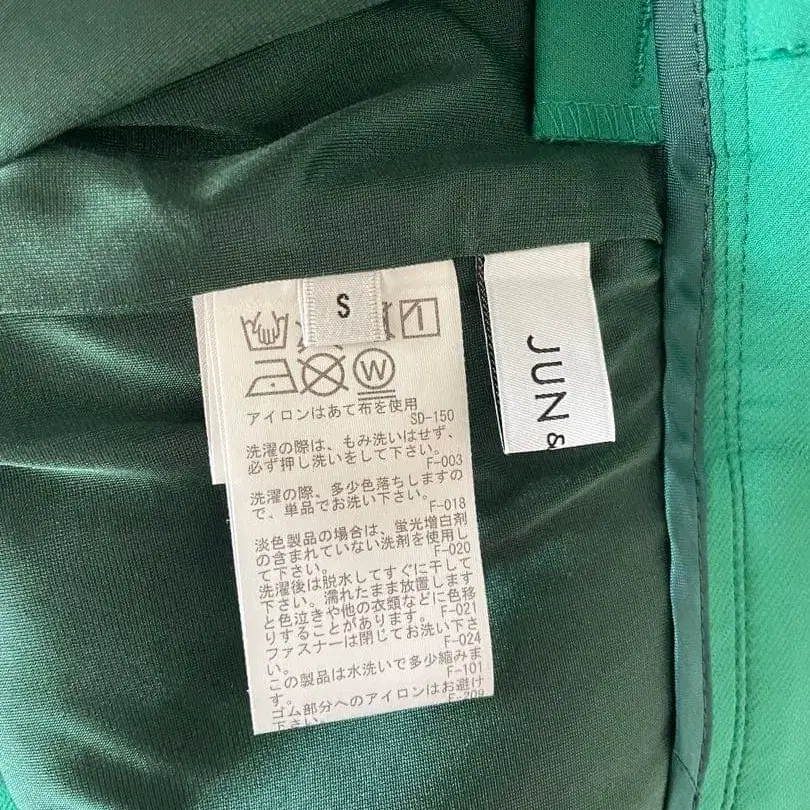 S
W
アイロンはあて布を使用
SD-150
洗濯の際は、もみ洗いはせず、
必ず押し洗いをして下さい。
F-003
洗濯の際、多少色落ちしますの
で、単品でお洗い下さい。
F-018
淡色製品の場合は、蛍光増白剤
の含まれていない洗剤を使用し
て下さい。
F-020
洗濯後は脱水してすぐに干して
下さい。濡れたまま放置します
と色泣きや他の衣類などに色移
りすることがあります。
F-021
ファスナーは閉じてお洗い下さ
い。
F-024
この製品は水洗いで多少縮みま
す。
F-101
ゴム部分へのアイロンはお避け
下さい。
F-209
JUN &